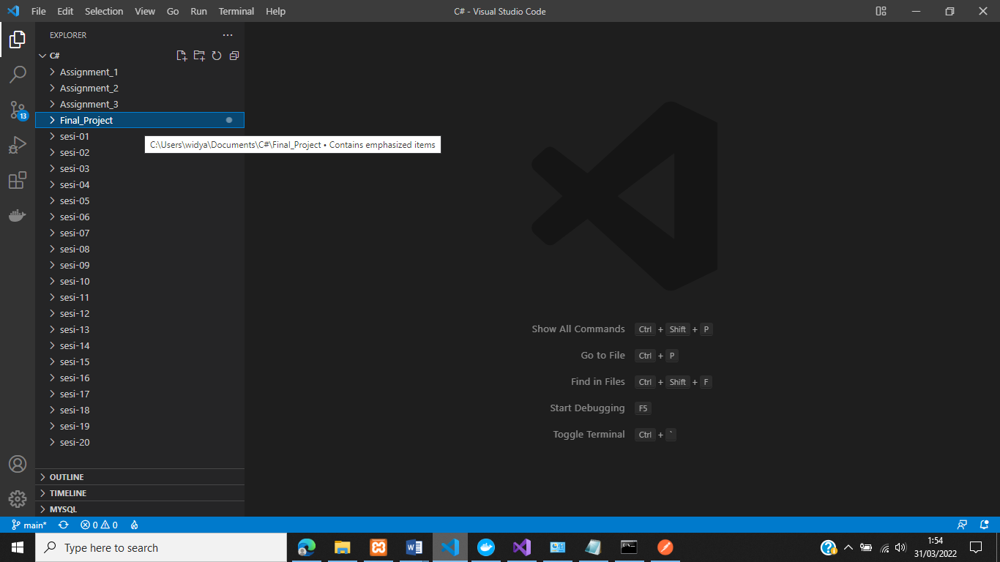 File Edit Selection View Go Run Terminal Help
C# - Visual Studio Code
EXPLORER
C#
Assignment_1
Assignment_2
Assignment_3
Final_Project
sesi-01
C:\Users\widya\Documents\C#\Final_Project • Contains emphasized items
sesi-02
sesi-03
sesi-04
sesi-05
sesi-06
sesi-07
sesi-08
sesi-09
sesi-10
sesi-11
sesi-12
sesi-13
sesi-14
sesi-15
sesi-16
sesi-17
sesi-18
sesi-19
sesi-20
OUTLINE
TIMELINE
MYSQL
13
Show All Commands Ctrl + Shift + P
Go to File Ctrl + P
Find in Files Ctrl + Shift + F
Start Debugging F5
Toggle Terminal Ctrl + `
main* 0 0
Type here to search
1:54
31/03/2022